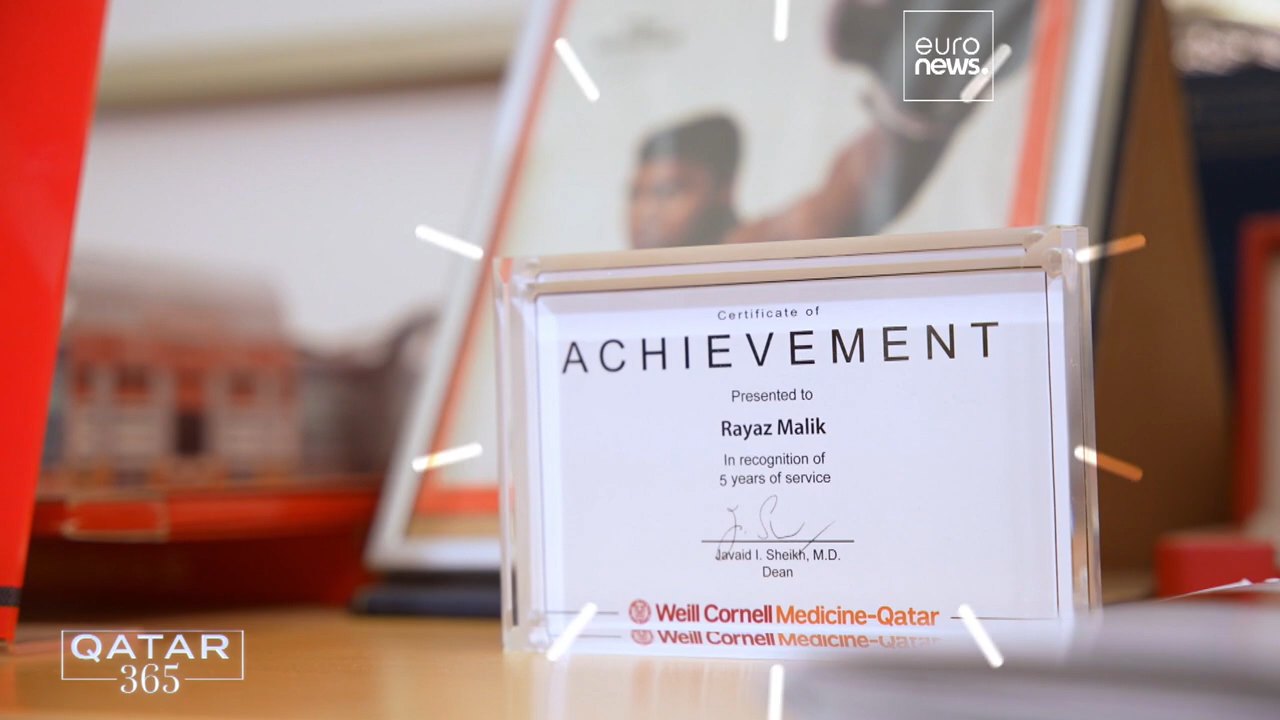 euro
news.
Certificate of
ACHIEVEMENT
Presented to
Rayaz Malik
In recognition of
5 years of service
Javaid I. Sheikh, M.D.
Dean
Weill Cornell Medicine-Qatar
Weill Cornell Medicine-Qatar
QATAR
365